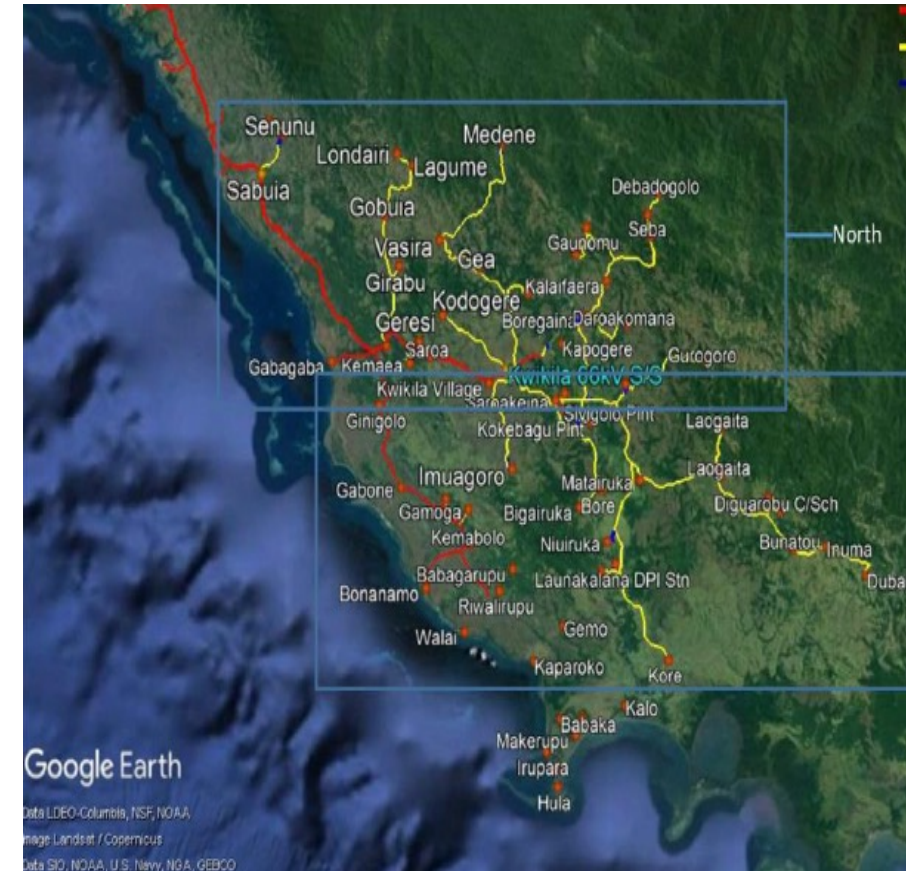 Senunu
Medene
Londairi
Lagume
Sabuia
Debadogolo
Gobuia
Seba
North
Gaunomu
Vasira
Gea
Girabu
Kalaifaera
Kodogere
Boregaina
Daroakomana
Geresi
Saroa
Kapogere
Gutogoro
Gabagaba
Kemaea
Kwikila 66kV S/S
Kwikila Village
Saroakeina
Sivigolo Plnt
Ginigolo
Kokebagu Plnt
Laogaita
Imuagoro
Laogaita
Gabone
Matairuka
Gamoga
Bigairuka
Bore
Diguarobu C/Sch
Kemabolo
Niuiruka
Bunatou
Inuma
Babagarupu
Launakalana DPI Stn
Duba
Bonanamo
Riwalirupu
Walai
Gemo
Kaparoko
Kore
Kalo
Babaka
Makerupu
Irupara
Hula
Google Earth
Data LDEO-Columbia, NSF, NOAA
mage Landsat / Copernicus
Data SIO, NOAA, U.S. Navy, NGA, GEBCO